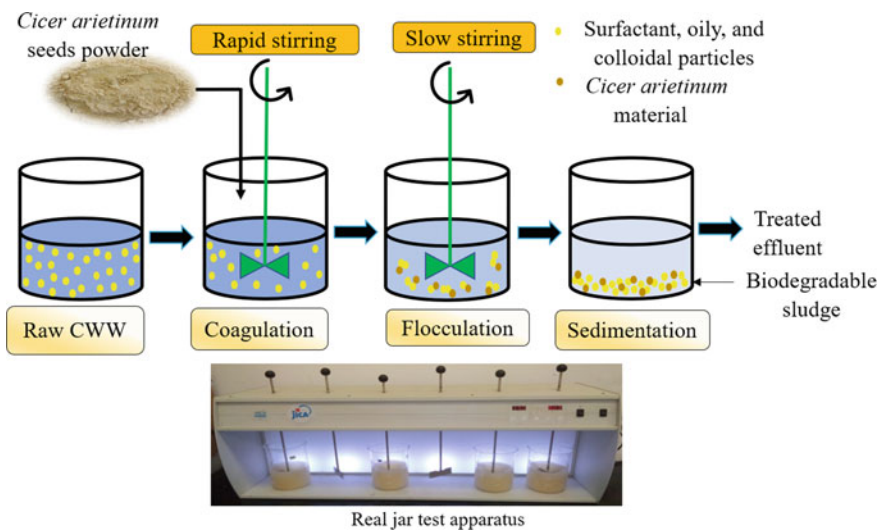 Cicer arietinum
seeds powder
Rapid stirring
Slow stirring
Surfactant, oily, and
colloidal particles
Cicer arietinum
material
Treated
effluent
Biodegradable
sludge
Raw CWW
Coagulation
Flocculation
Sedimentation
JICA
Real jar test apparatus